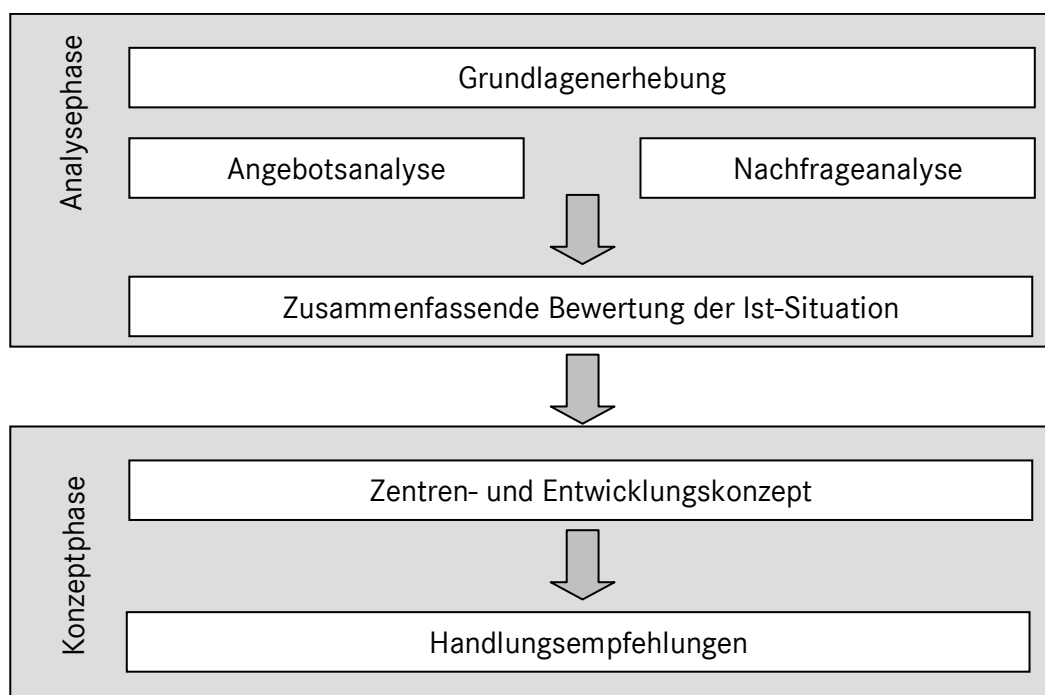 Analysephase
Grundlagenerhebung
Angebotsanalyse
Nachfrageanalyse
Zusammenfassende Bewertung der Ist-Situation
Konzeptphase
Zentren- und Entwicklungskonzept
Handlungsempfehlungen